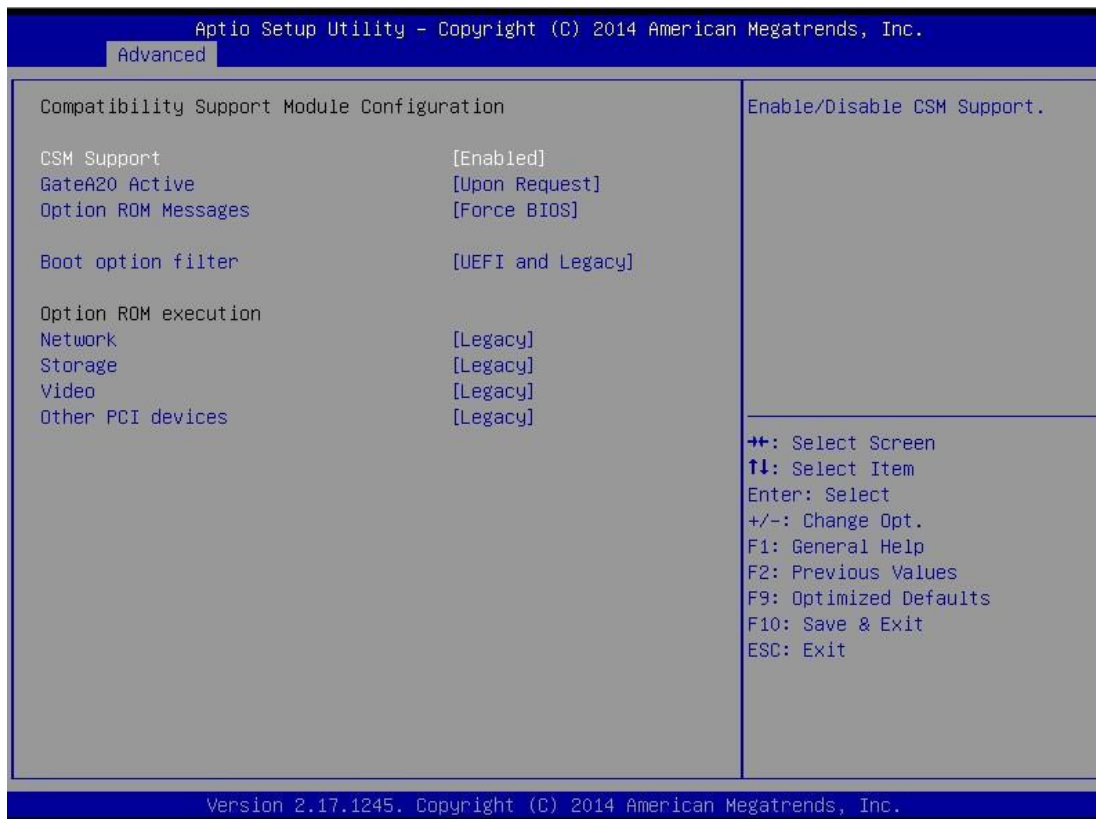 Aptio Setup Utility – Copyright (C) 2014 American Megatrends, Inc.
Advanced
Compatibility Support Module Configuration
CSM Support [Enabled]
GateA20 Active [Upon Request]
Option ROM Messages [Force BIOS]
Boot option filter [UEFI and Legacy]
Option ROM execution
Network [Legacy]
Storage [Legacy]
Video [Legacy]
Other PCI devices [Legacy]
Enable/Disable CSM Support.
→←: Select Screen
↑↓: Select Item
Enter: Select
+/-: Change Opt.
F1: General Help
F2: Previous Values
F9: Optimized Defaults
F10: Save & Exit
ESC: Exit
Version 2.17.1245. Copyright (C) 2014 American Megatrends, Inc.